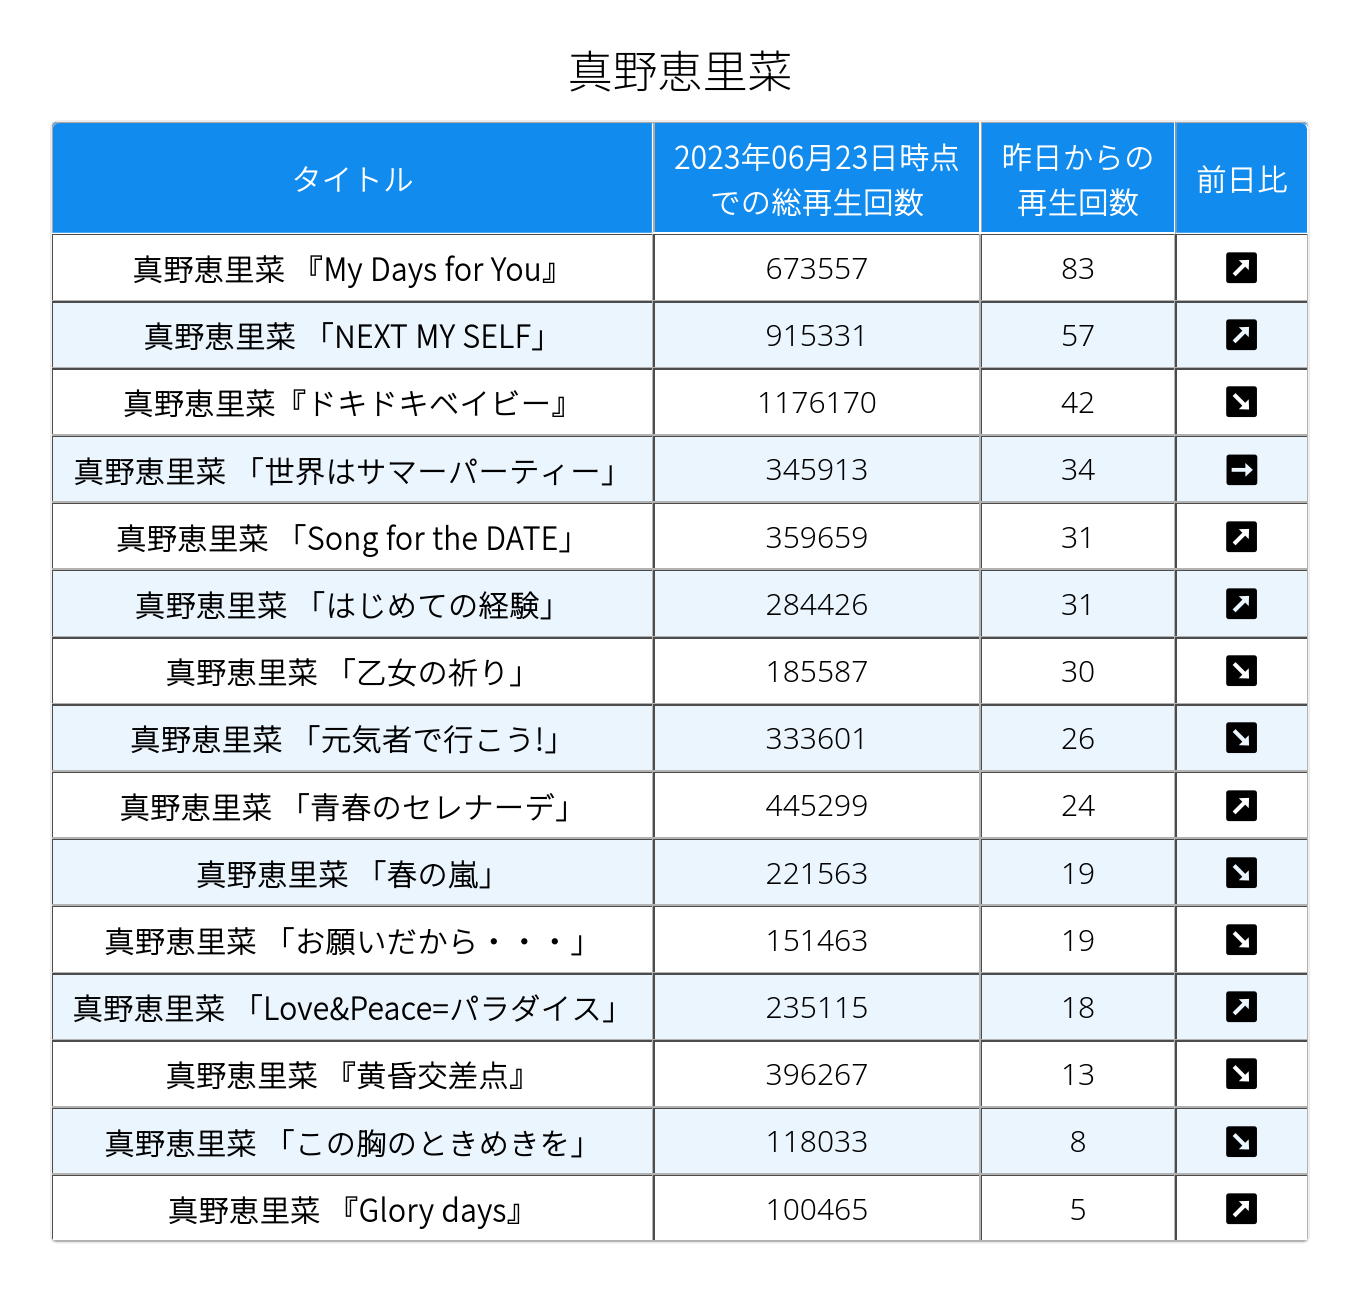 真野恵里菜
タイトル
2023年06月23日時点
での総再生回数
昨日からの
再生回数
前日比
真野恵里菜 『My Days for You』 673557 83 ↗
真野恵里菜 「NEXT MY SELF」 915331 57 ↗
真野恵里菜『ドキドキベイビー』 1176170 42 ↘
真野恵里菜 「世界はサマーパーティー」 345913 34 →
真野恵里菜 「Song for the DATE」 359659 31 ↗
真野恵里菜 「はじめての経験」 284426 31 ↗
真野恵里菜 「乙女の祈り」 185587 30 ↘
真野恵里菜 「元気者で行こう!」 333601 26 ↘
真野恵里菜 「青春のセレナーデ」 445299 24 ↗
真野恵里菜 「春の嵐」 221563 19 ↘
真野恵里菜 「お願いだから・・・」 151463 19 ↘
真野恵里菜 「Love&Peace=パラダイス」 235115 18 ↗
真野恵里菜 『黄昏交差点』 396267 13 ↘
真野恵里菜 「この胸のときめきを」 118033 8 ↘
真野恵里菜 『Glory days』 100465 5 ↗